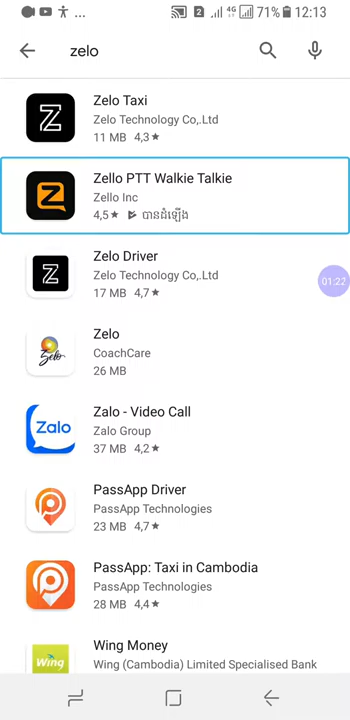 4G 71% 12:13
zelo
Zelo Taxi
Zelo Technology Co,.Ltd
11 MB 4,3★
Zello PTT Walkie Talkie
Zello Inc
4,5★ បានដំឡើង
Zelo Driver
Zelo Technology Co,.Ltd
17 MB 4,7★
01:22
Zelo
Zelo
CoachCare
26 MB
Zalo
Zalo - Video Call
Zalo Group
37 MB 4,2★
PassApp Driver
PassApp Technologies
23 MB 4,7★
PassApp: Taxi in Cambodia
PassApp Technologies
28 MB 4,4★
Wing
Wing Money
Wing (Cambodia) Limited Specialised Bank